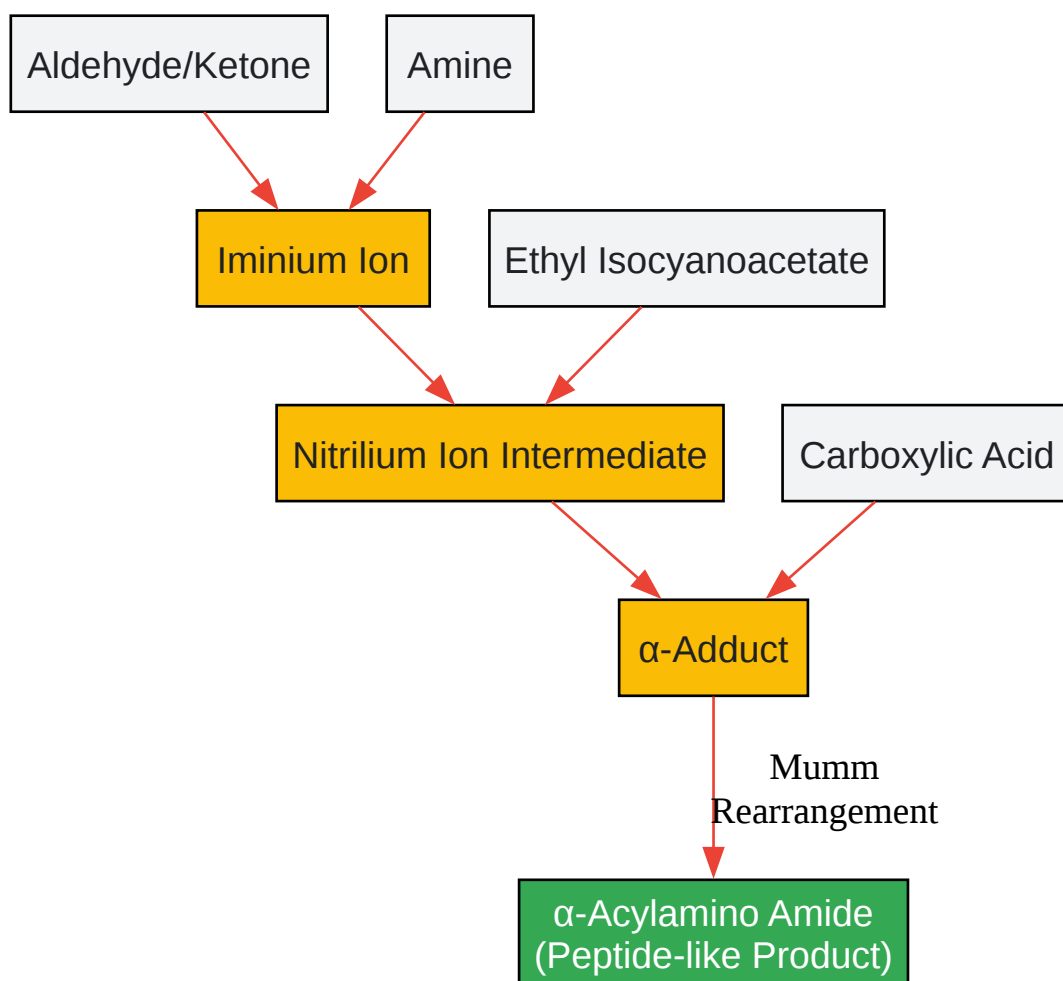 Aldehyde/Ketone
Amine
Iminium Ion
Ethyl Isocyanoacetate
Nitrilium Ion Intermediate
Carboxylic Acid
α-Adduct
Mumm
Rearrangement
α-Acylamino Amide
(Peptide-like Product)